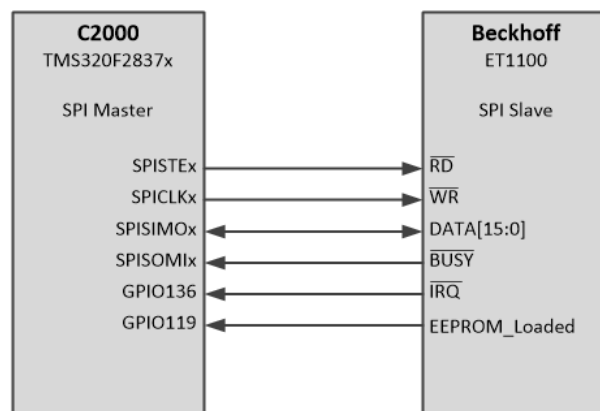 C2000
TMS320F2837x
SPI Master
SPISTEx
SPICLKx
SPISIMOx
SPISOMIx
GPIO136
GPIO119
Beckhoff
ET1100
SPI Slave
RD
WR
DATA[15:0]
BUSY
IRQ
EEPROM_Loaded